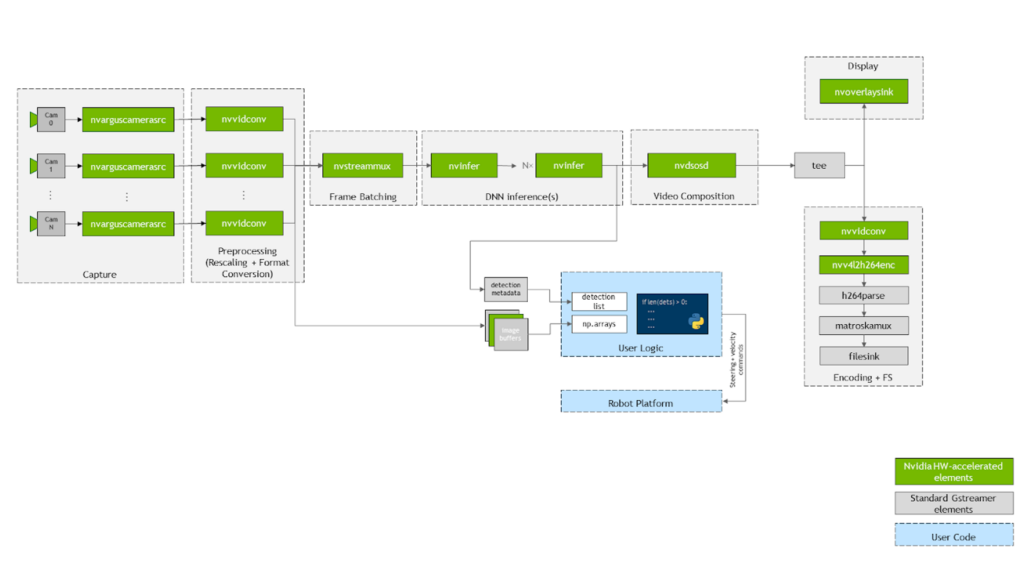 Display
nvoverlaysink
Cam
0
nvarguscamerasrc
nvvidconv
Cam
1
nvarguscamerasrc
nvvidconv
nvstreammux
nvinfer
N×
nvinfer
nvdsosd
tee
Frame Batching
DNN inference(s)
Video Composition
Cam
N
nvarguscamerasrc
nvvidconv
Capture
Preprocessing
(Rescaling + Format
Conversion)
detection
metadata
image
buffers
detection
list
np.arrays
if len(dets) > 0:
...
...
...
User Logic
Steering + velocity
commands
Robot Platform
nvvidconv
nvv4l2h264enc
h264parse
matroskamux
filesink
Encoding + FS
Nvidia HW-accelerated
elements
Standard Gstreamer
elements
User Code